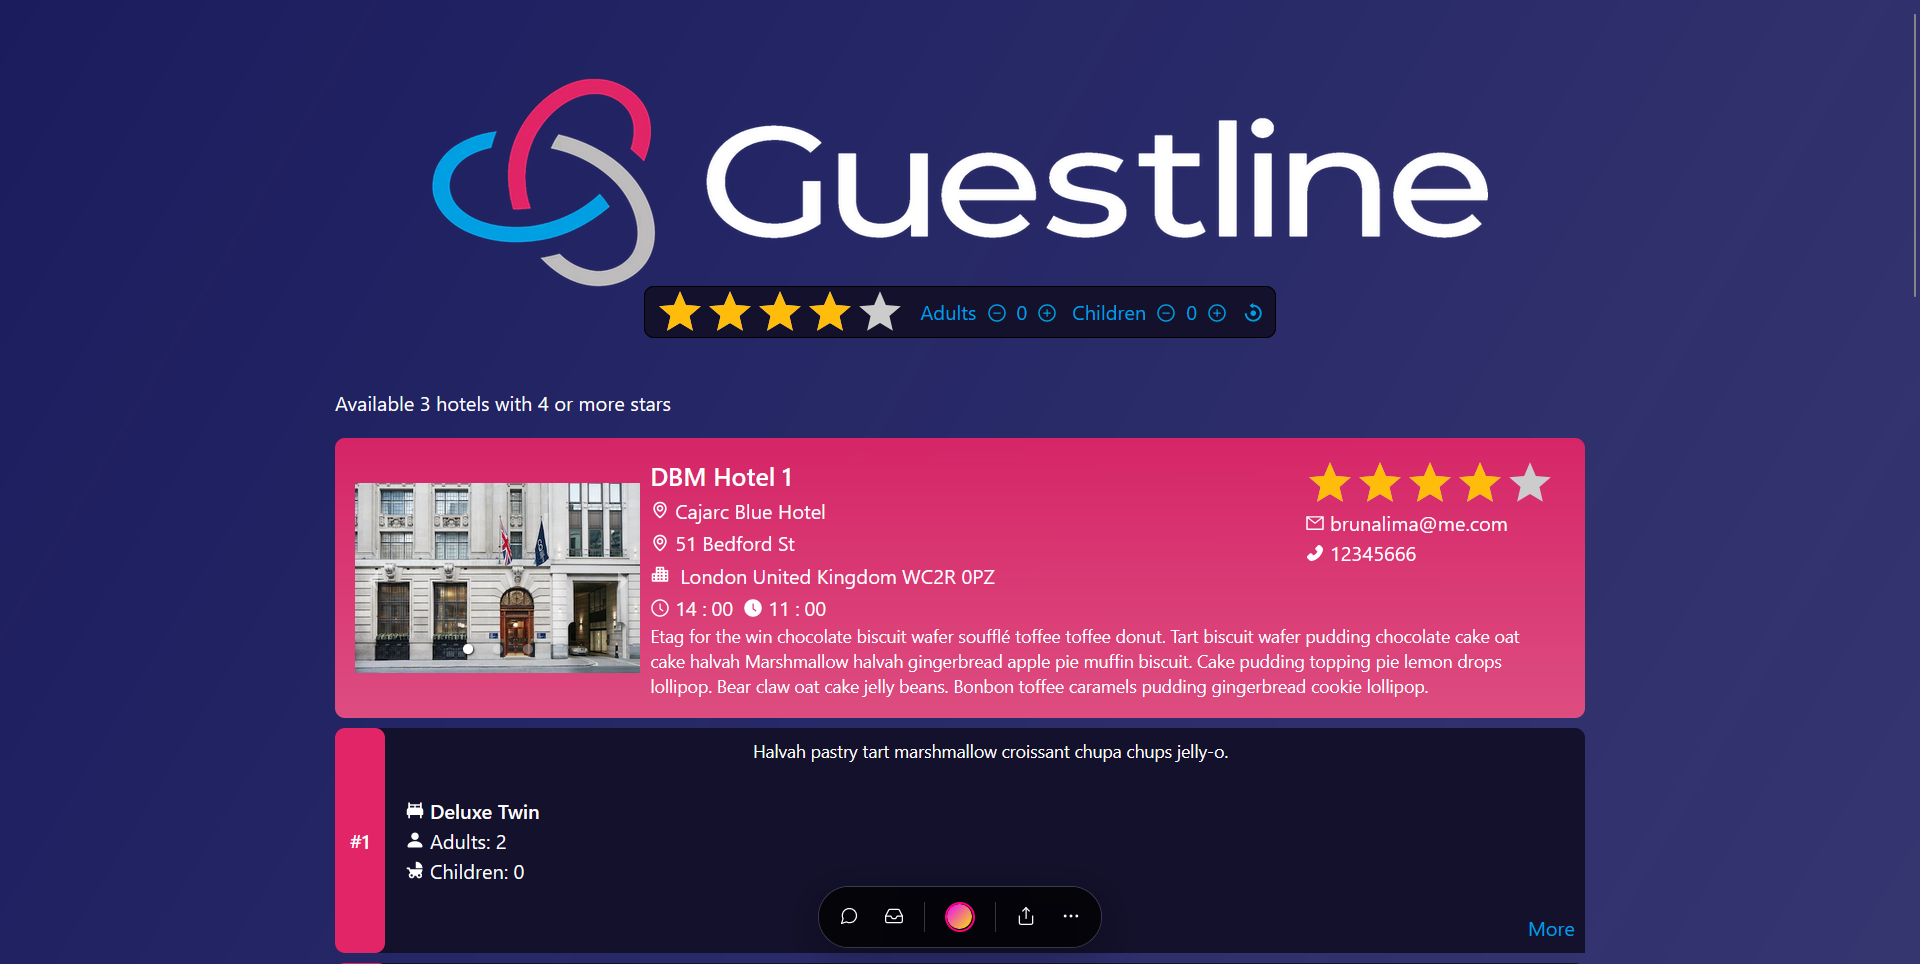 Guestline
Adults 0 Children 0
Available 3 hotels with 4 or more stars
DBM Hotel 1
Cajarc Blue Hotel
51 Bedford St
London United Kingdom WC2R 0PZ
14 : 00 11 : 00
Etag for the win chocolate biscuit wafer soufflé toffee toffee donut. Tart biscuit wafer pudding chocolate cake oat
cake halvah Marshmallow halvah gingerbread apple pie muffin biscuit. Cake pudding topping pie lemon drops
lollipop. Bear claw oat cake jelly beans. Bonbon toffee caramels pudding gingerbread cookie lollipop.
brunalima@me.com
12345666
#1
Halvah pastry tart marshmallow croissant chupa chups jelly-o.
Deluxe Twin
Adults: 2
Children: 0
More